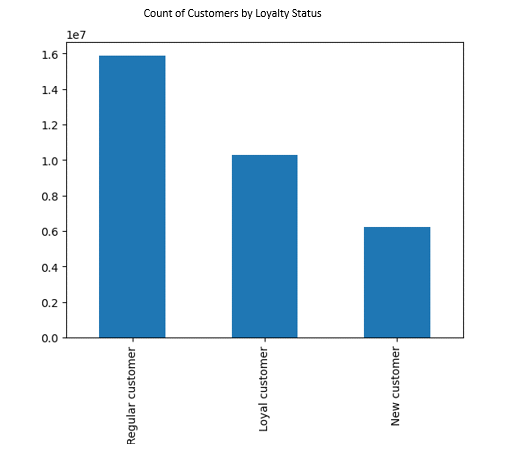 Count of Customers by Loyalty Status
1e7
1.6
1.4
1.2
1.0
0.8
0.6
0.4
0.2
0.0
Regular customer
Loyal customer
New customer